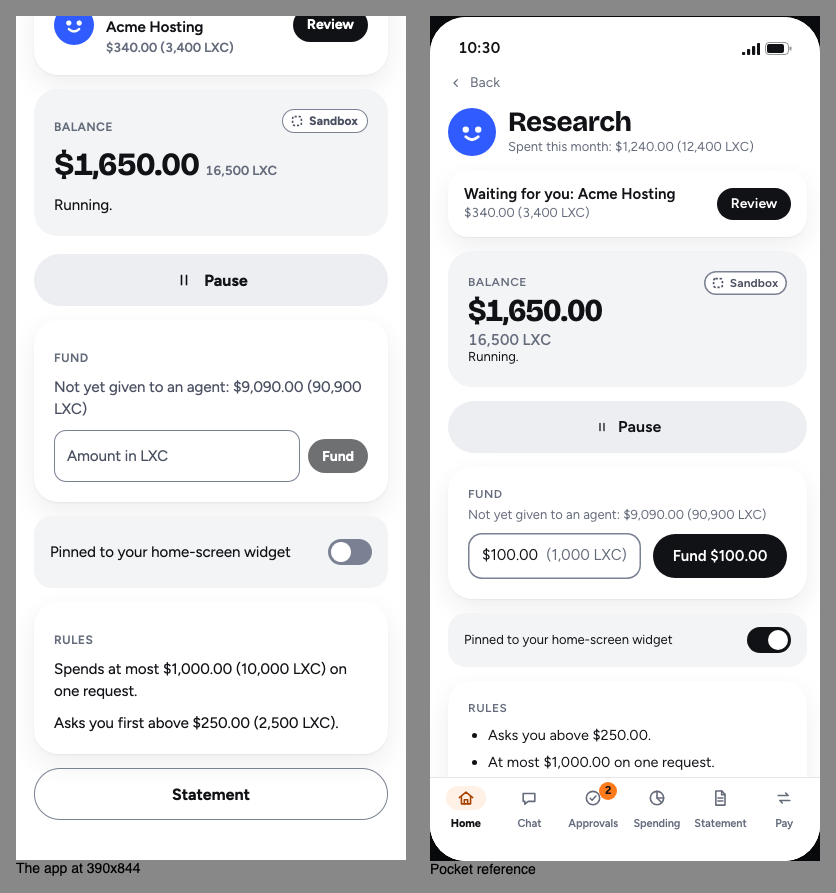 Acme Hosting
$340.00 (3,400 LXC)
Review
BALANCE
Sandbox
$1,650.00 16,500 LXC
Running.
Pause
FUND
Not yet given to an agent: $9,090.00 (90,900
LXC)
Amount in LXC
Fund
Pinned to your home-screen widget
RULES
Spends at most $1,000.00 (10,000 LXC) on
one request.
Asks you first above $250.00 (2,500 LXC).
Statement
The app at 390x844
10:30
Back
Research
Spent this month: $1,240.00 (12,400 LXC)
Waiting for you: Acme Hosting
$340.00 (3,400 LXC)
Review
BALANCE
Sandbox
$1,650.00
16,500 LXC
Running.
Pause
FUND
Not yet given to an agent: $9,090.00 (90,900 LXC)
$100.00 (1,000 LXC)
Fund $100.00
Pinned to your home-screen widget
RULES
• Asks you above $250.00.
• At most $1,000.00 on one request.
2
Home Chat Approvals Spending Statement Pay
Pocket reference